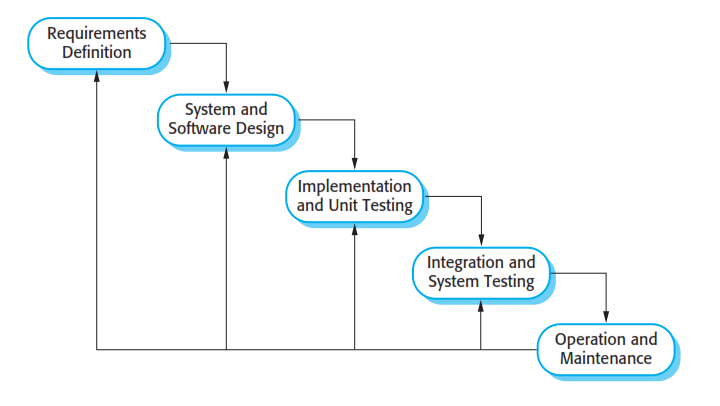 Requirements
Definition
System and
Software Design
Implementation
and Unit Testing
Integration and
System Testing
Operation and
Maintenance